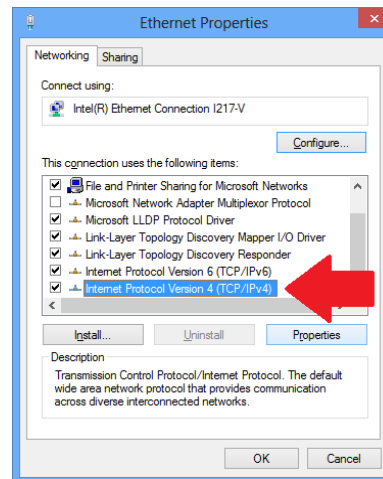 Ethernet Properties
Networking
Sharing
Connect using:
Intel(R) Ethernet Connection I217-V
Configure...
This connection uses the following items:
File and Printer Sharing for Microsoft Networks
Microsoft Network Adapter Multiplexor Protocol
Microsoft LLDP Protocol Driver
Link-Layer Topology Discovery Mapper I/O Driver
Link-Layer Topology Discovery Responder
Internet Protocol Version 6 (TCP/IPv6)
Internet Protocol Version 4 (TCP/IPv4)
Install...
Uninstall
Properties
Description
Transmission Control Protocol/Internet Protocol. The default
wide area network protocol that provides communication
across diverse interconnected networks.
OK
Cancel